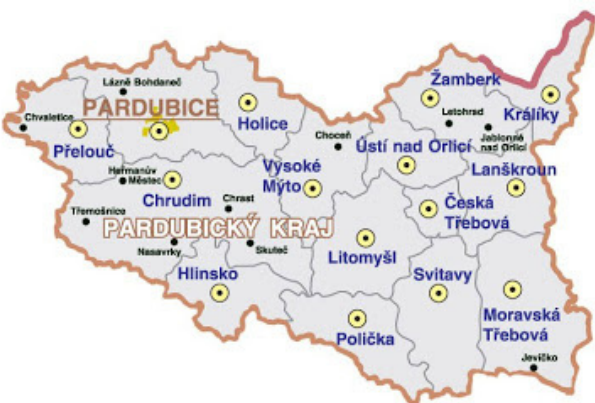 Žamberk
Lázně Bohdaneč
PARDUBICE
Holice
Králíky
Chvaletice
Letohrad
Jablonné
nad Orlicí
Přelouč
Choceň
Ústí nad Orlicí
Heřmanův
Městec
Vysoké
Mýto
Lanškroun
Chrudim
Chrast
Česká
Třebová
Třemošnice
PARDUBICKÝ KRAJ
Nasavrky
Skuteč
Litomyšl
Hlinsko
Svitavy
Moravská
Třebová
Polička
Jevíčko